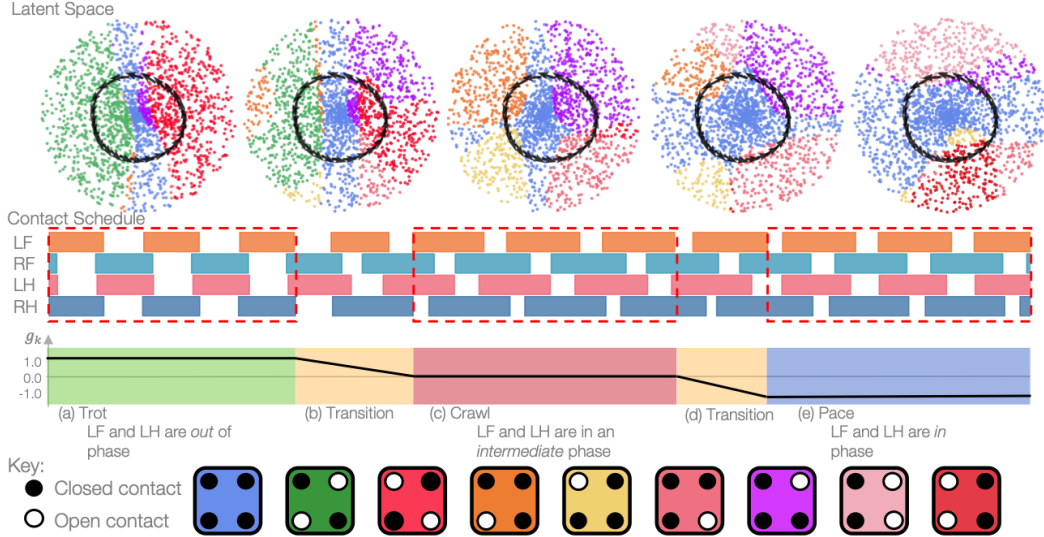 Latent Space
Contact Schedule
LF
RF
LH
RH
gk
1.0
0.0
-1.0
(a) Trot
LF and LH are out of
phase
(b) Transition
(c) Crawl
LF and LH are in an
intermediate phase
(d) Transition
(e) Pace
LF and LH are in
phase
Key:
Closed contact
Open contact